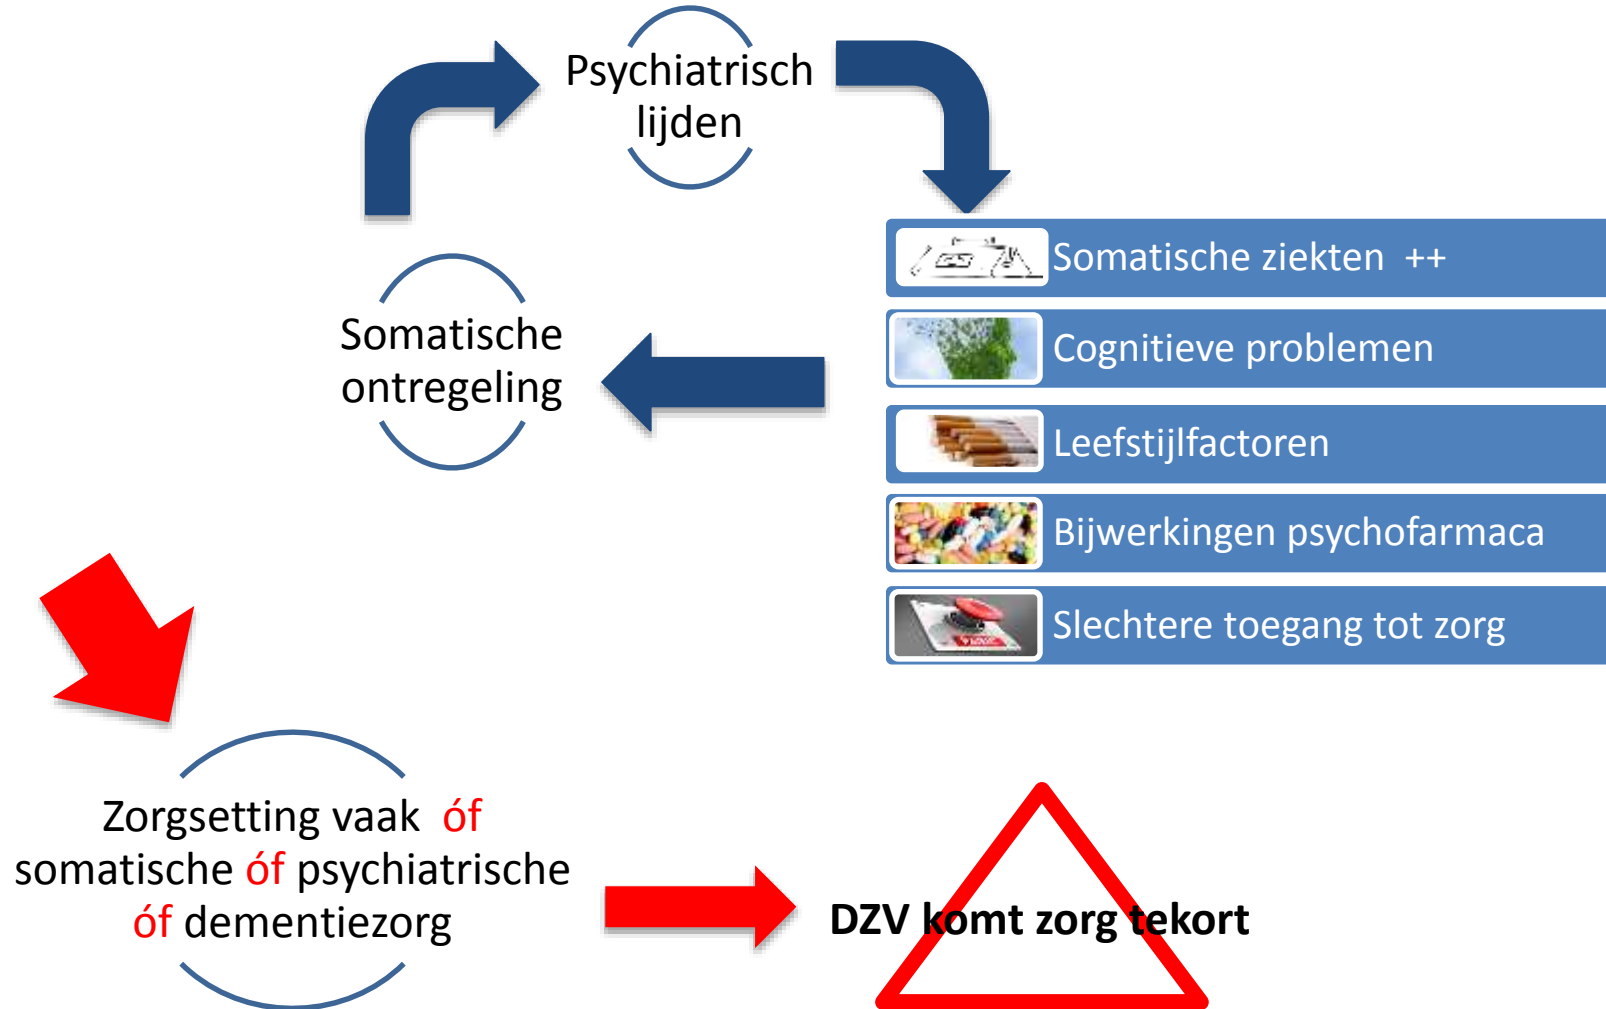 Psychiatrisch
lijden
Somatische ziekten ++
Somatische
ontregeling
Cognitieve problemen
Leefstijlfactoren
Bijwerkingen psychofarmaca
Slechtere toegang tot zorg
Zorgsetting vaak óf
somatische óf psychiatrische
óf dementiezorg
DZV komt zorg tekort